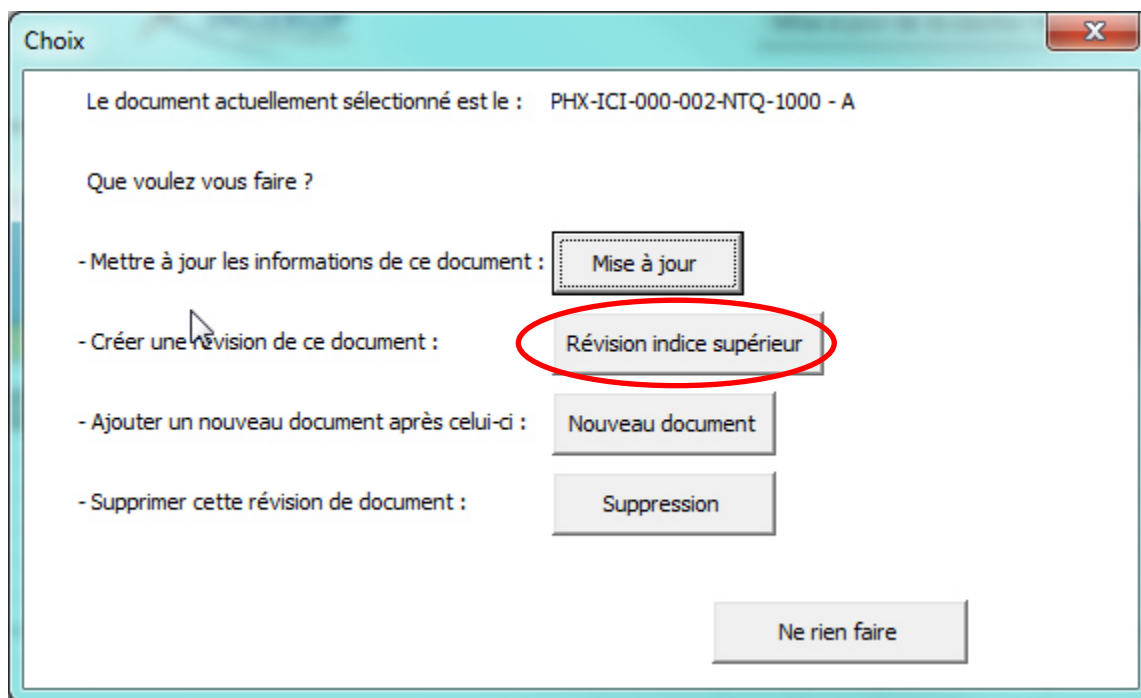 Choix
Le document actuellement sélectionné est le : PHX-ICI-000-002-NTQ-1000 - A
Que voulez vous faire ?
- Mettre à jour les informations de ce document : Mise à jour
- Créer une révision de ce document : Révision indice supérieur
- Ajouter un nouveau document après celui-ci : Nouveau document
- Supprimer cette révision de document : Suppression
Ne rien faire